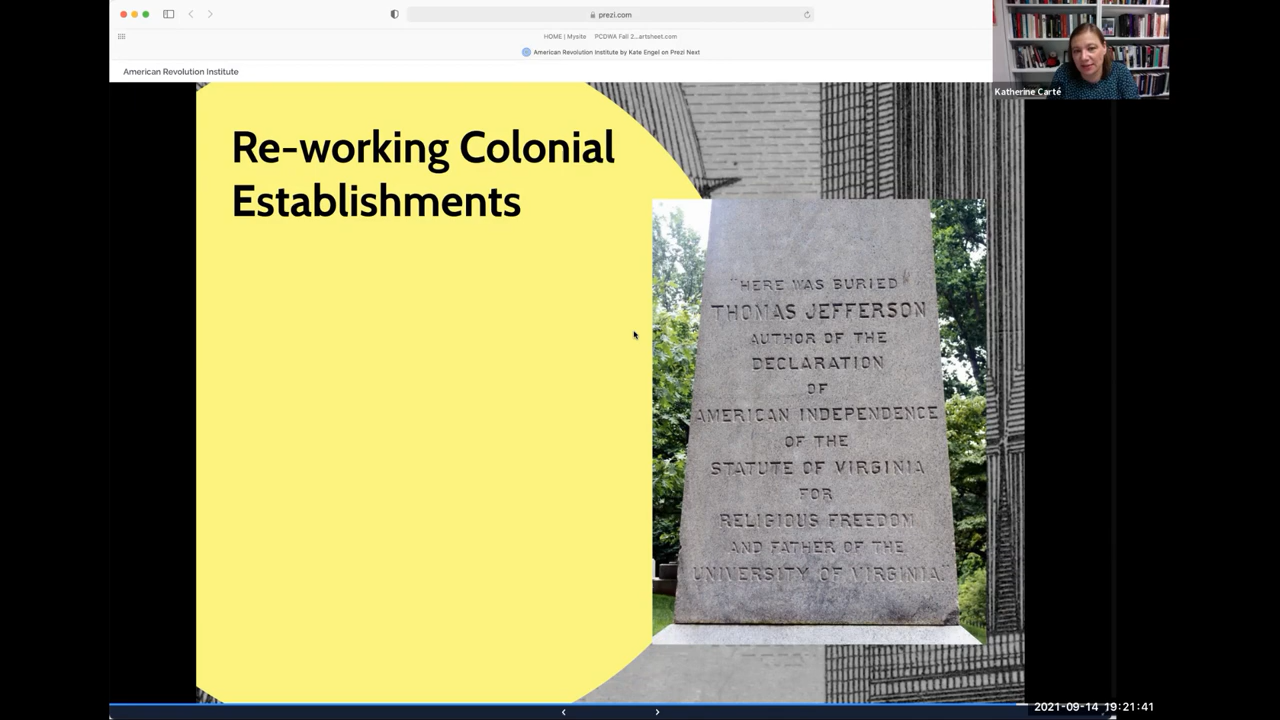 prezi.com
HOME | Mysite PCDWA Fall 2...artsheet.com
American Revolution Institute by Kate Engel on Prezi Next
American Revolution Institute
Katherine Carté
Re-working Colonial
Establishments
"HERE WAS BURIED
THOMAS JEFFERSON
AUTHOR OF THE
DECLARATION
OF
AMERICAN INDEPENDENCE
OF THE
STATUTE OF VIRGINIA
FOR
RELIGIOUS FREEDOM
AND FATHER OF THE
UNIVERSITY OF VIRGINIA."
2021-09-14 19:21:41